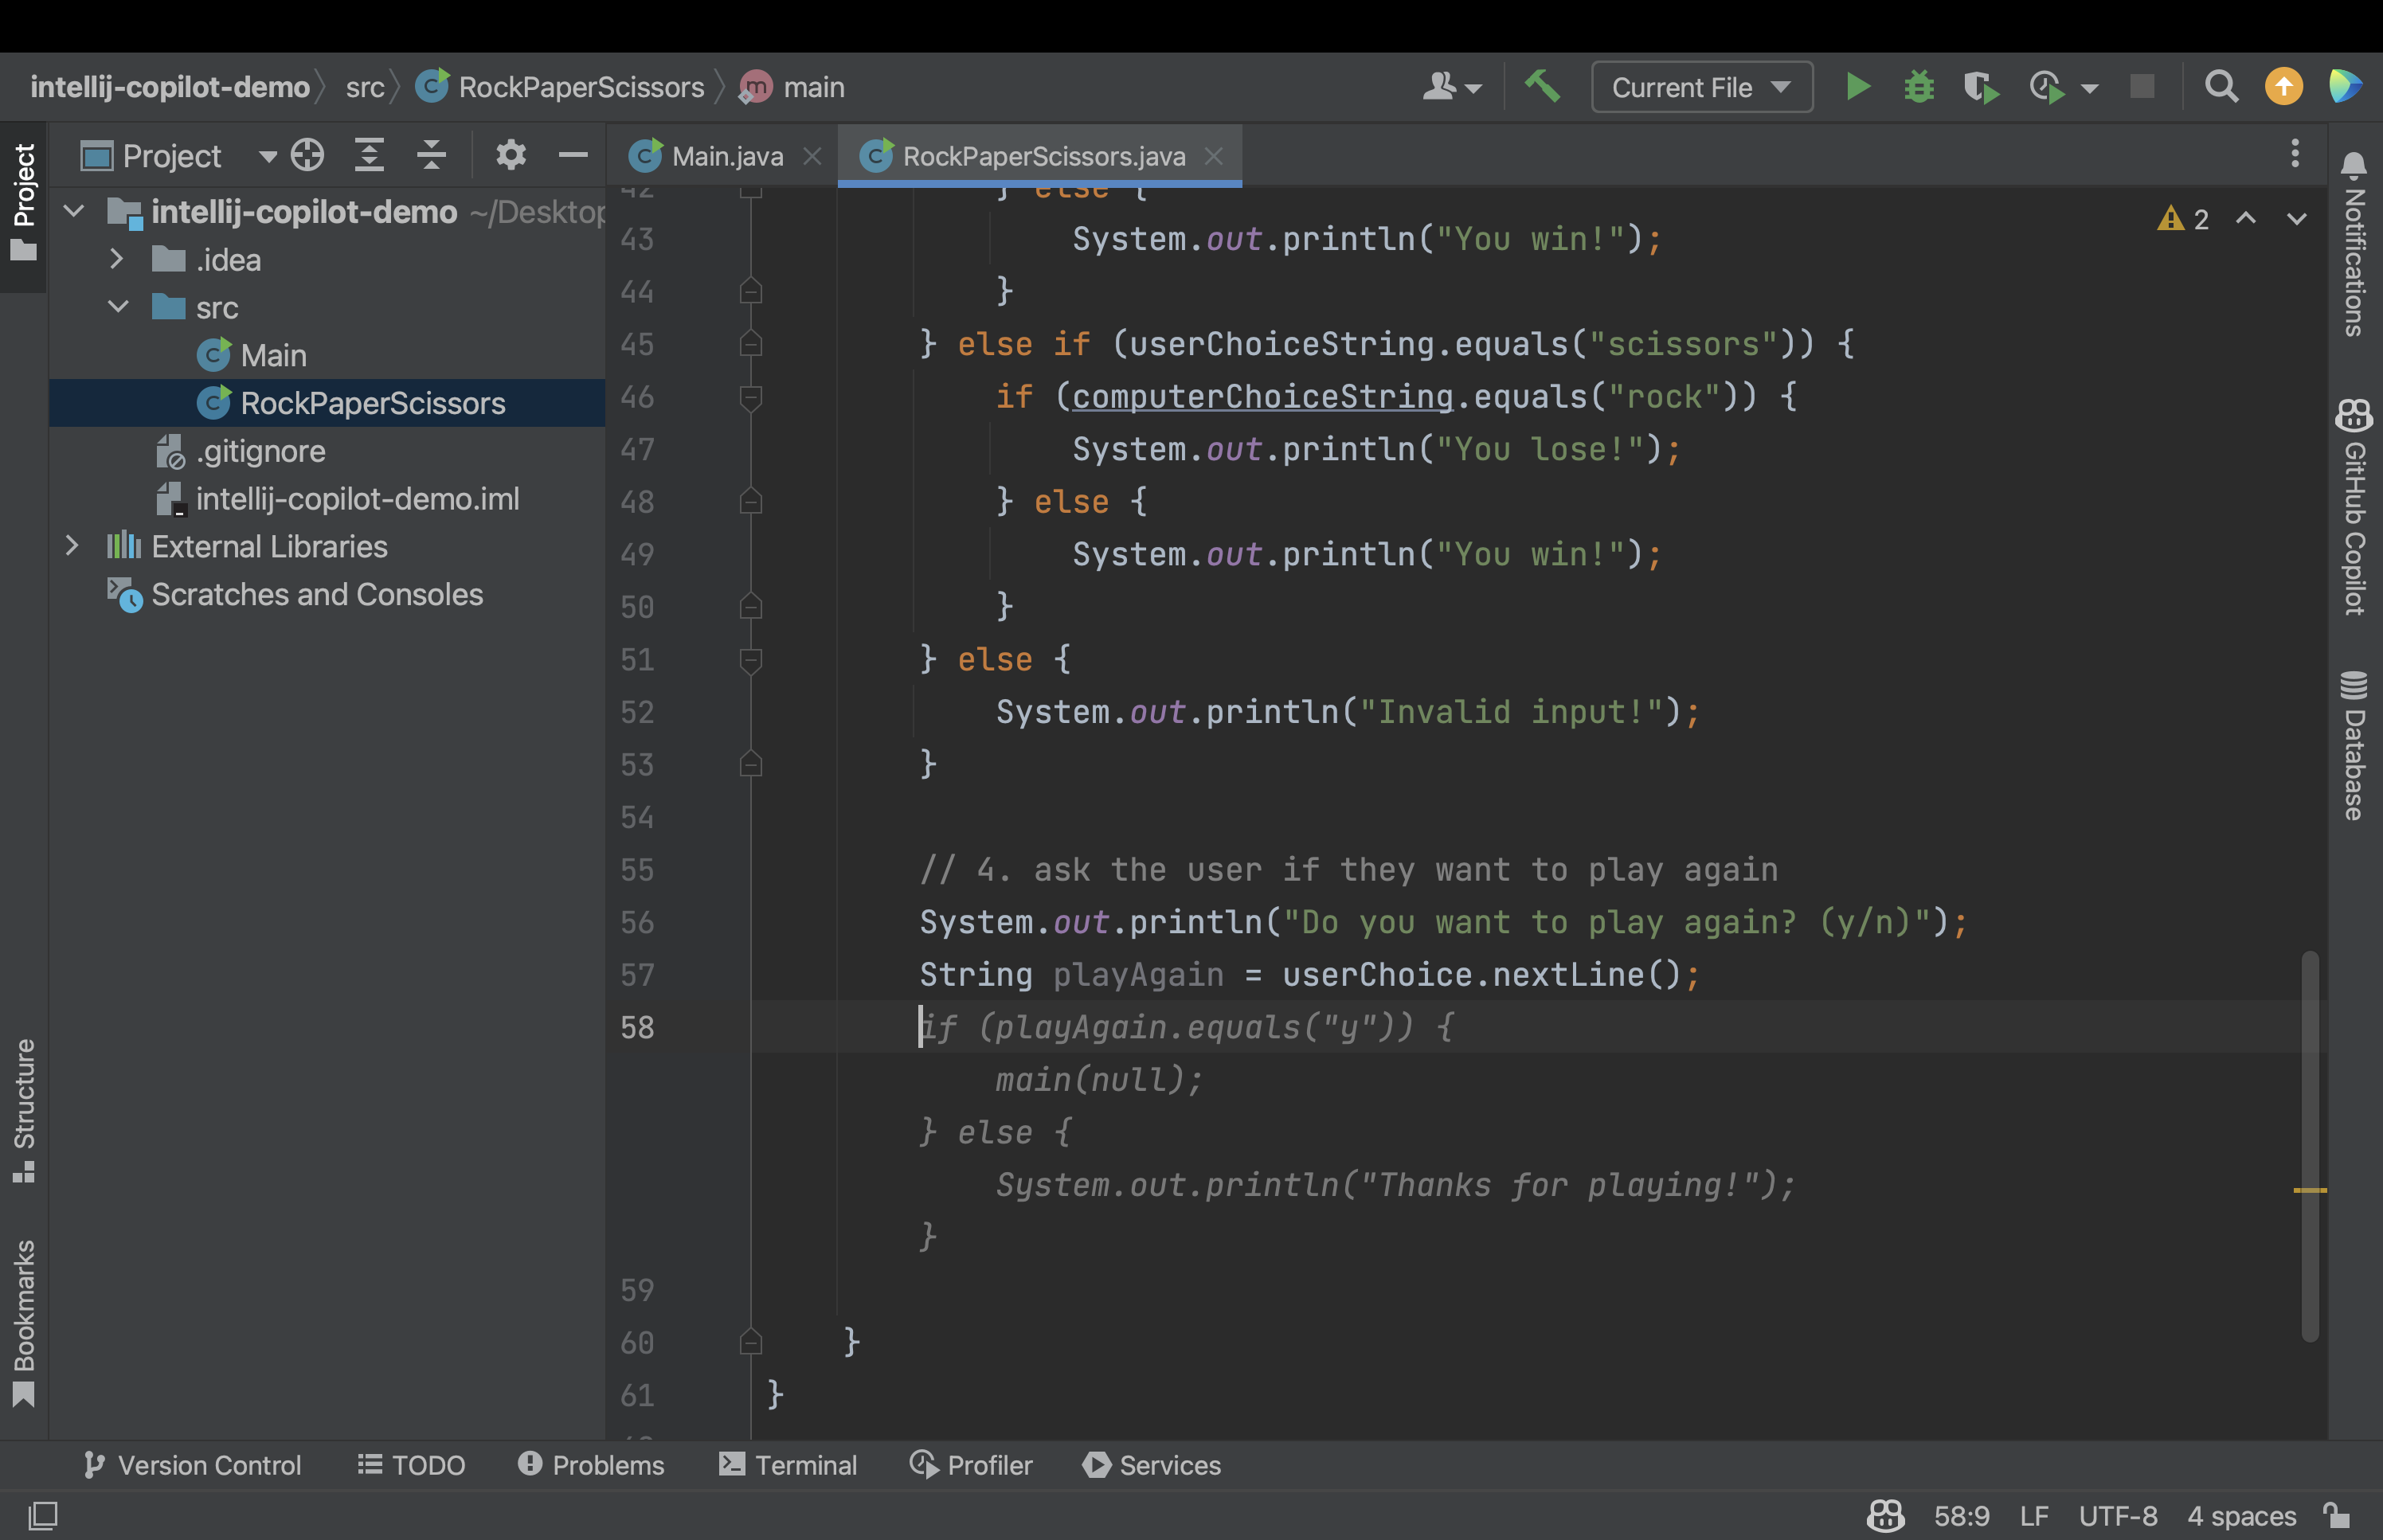 intellij-copilot-demo src RockPaperScissors main Current File
Project
Project
Main.java RockPaperScissors.java
intellij-copilot-demo ~/Desktop
.idea
src
Main
RockPaperScissors
.gitignore
intellij-copilot-demo.iml
External Libraries
Scratches and Consoles
Structure
Bookmarks
42 } else {
43 System.out.println("You win!");
44 }
45 } else if (userChoiceString.equals("scissors")) {
46 if (computerChoiceString.equals("rock")) {
47 System.out.println("You lose!");
48 } else {
49 System.out.println("You win!");
50 }
51 } else {
52 System.out.println("Invalid input!");
53 }
54
55 // 4. ask the user if they want to play again
56 System.out.println("Do you want to play again? (y/n)");
57 String playAgain = userChoice.nextLine();
58 if (playAgain.equals("y")) {
main(null);
} else {
System.out.println("Thanks for playing!");
}
59
60 }
61 }
2
Notifications
GitHub Copilot
Database
Version Control TODO Problems Terminal Profiler Services
58:9 LF UTF-8 4 spaces